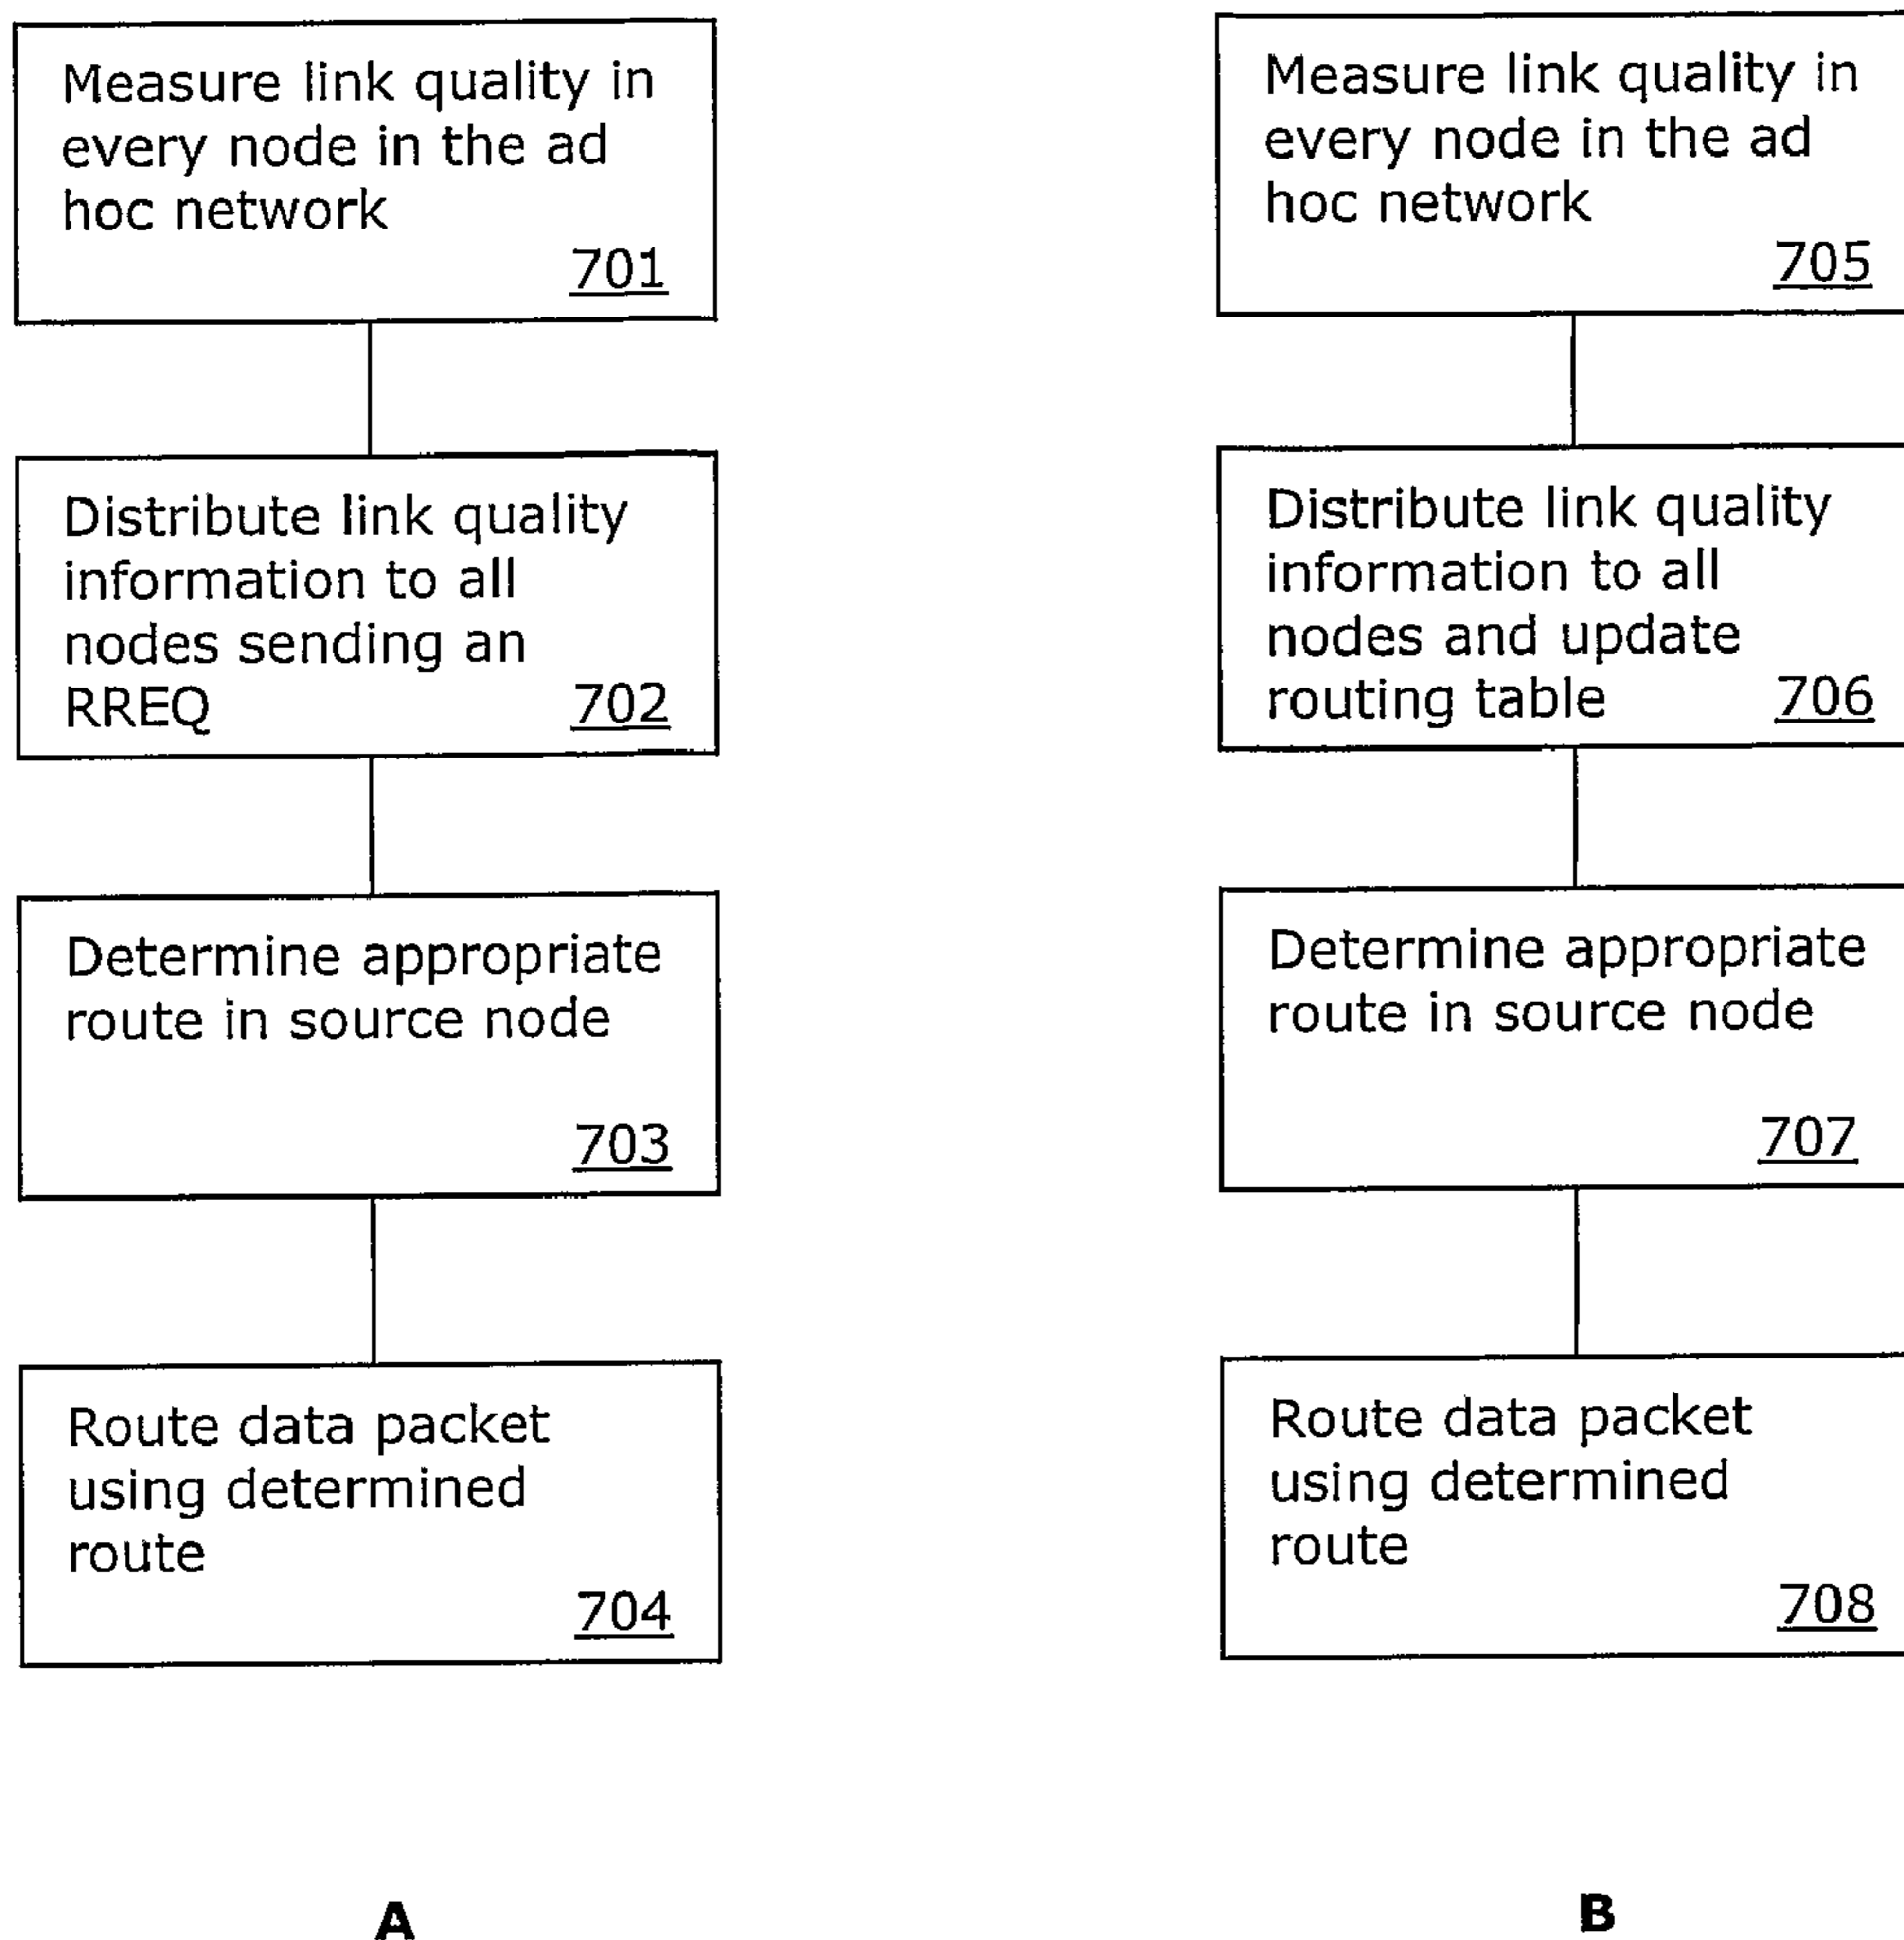 Measure link quality in
every node in the ad
hoc network
701
Distribute link quality
information to all
nodes sending an
RREQ 702
Determine appropriate
route in source node
703
Route data packet
using determined
route
704
A
Measure link quality in
every node in the ad
hoc network
705
Distribute link quality
information to all
nodes and update
routing table 706
Determine appropriate
route in source node
707
Route data packet
using determined
route
708
B